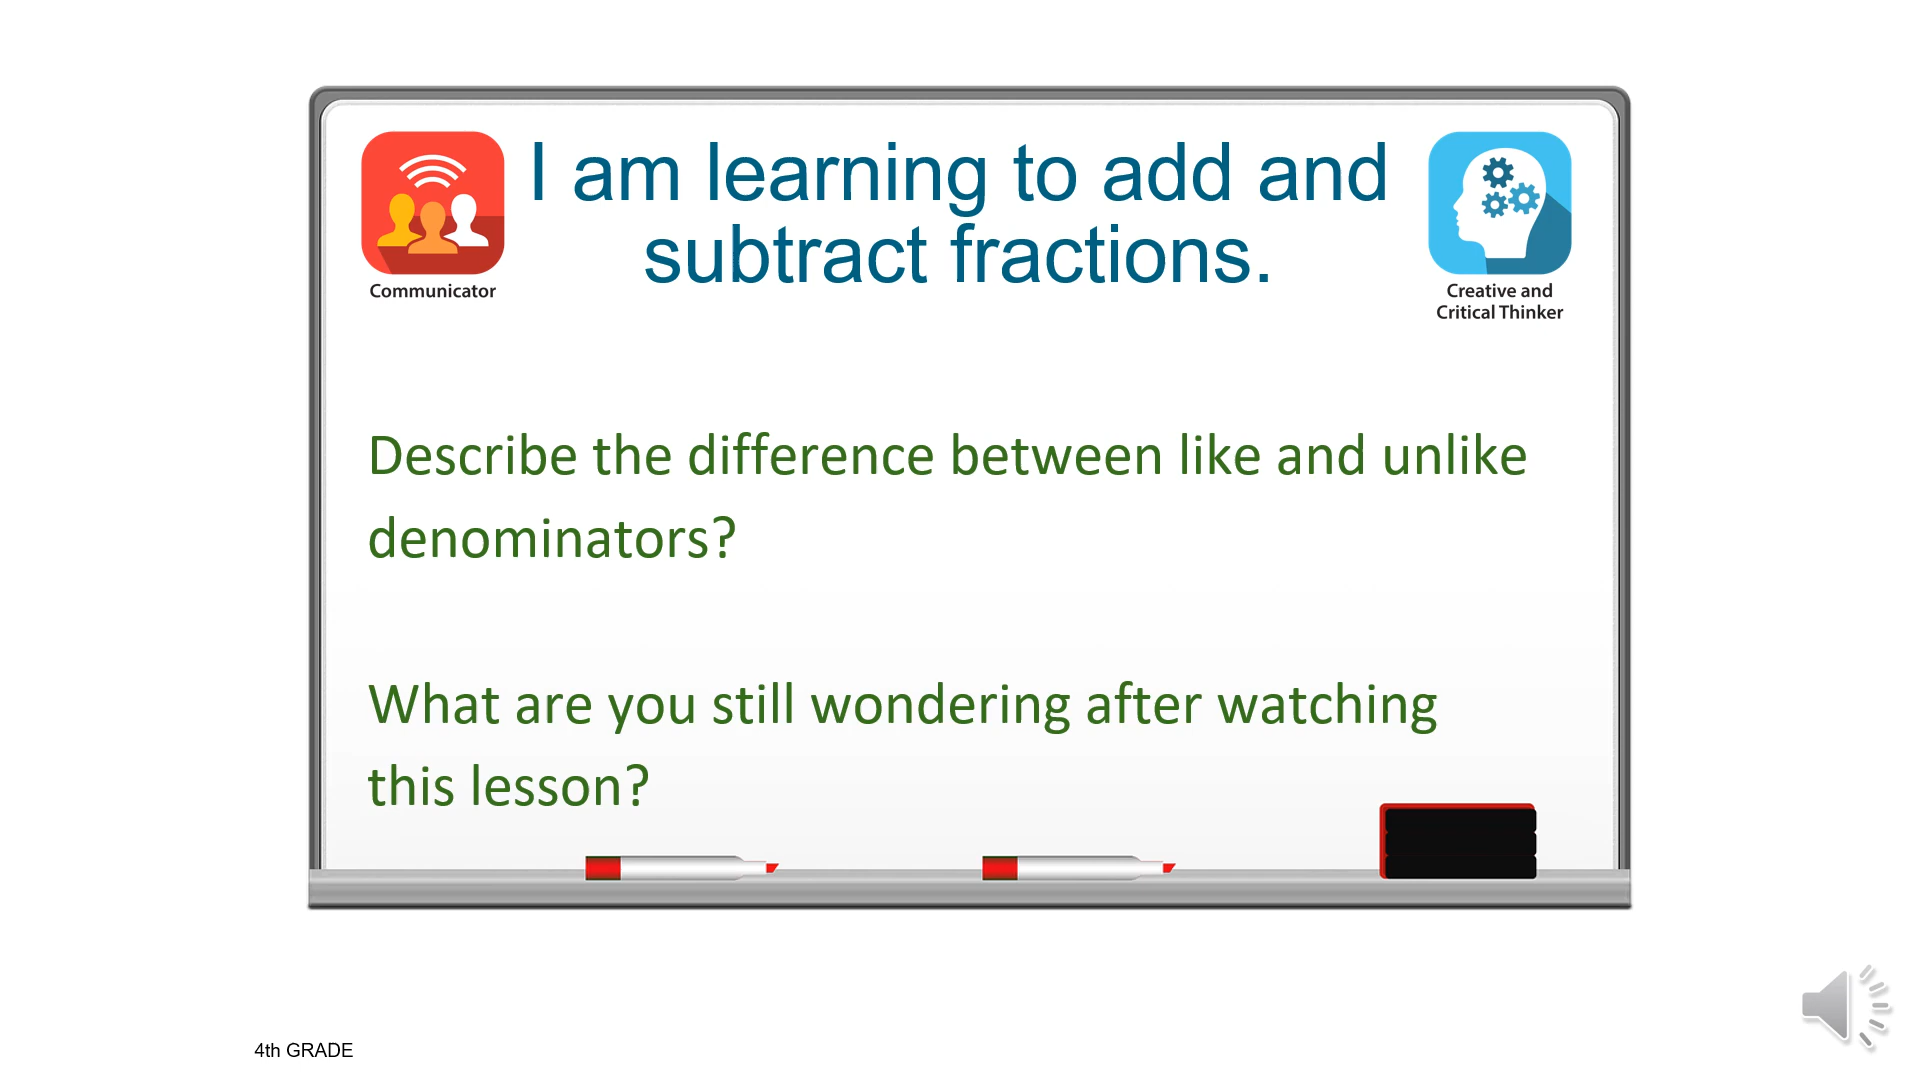 I am learning to add and
subtract fractions.
Communicator
Creative and
Critical Thinker
Describe the difference between like and unlike
denominators?
What are you still wondering after watching
this lesson?
4th GRADE